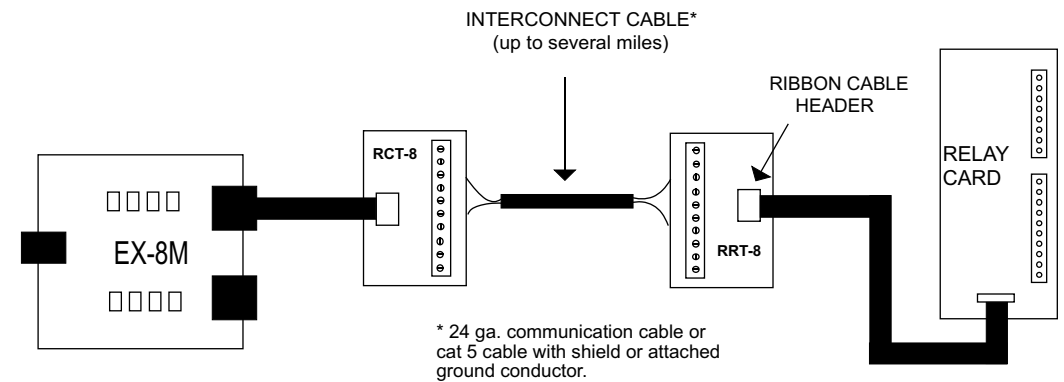 INTERCONNECT CABLE*
(up to several miles)
RIBBON CABLE
HEADER
RELAY
CARD
RCT-8
EX-8M
RRT-8
* 24 ga. communication cable or
cat 5 cable with shield or attached
ground conductor.